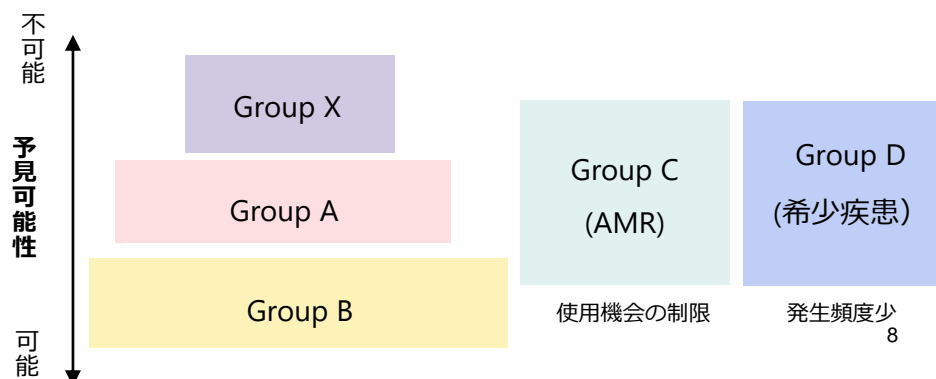 不可能
予見可能性
可能
Group X
Group A
Group B
Group C
(AMR)
使用機会の制限
Group D
(希少疾患）
発生頻度少
8